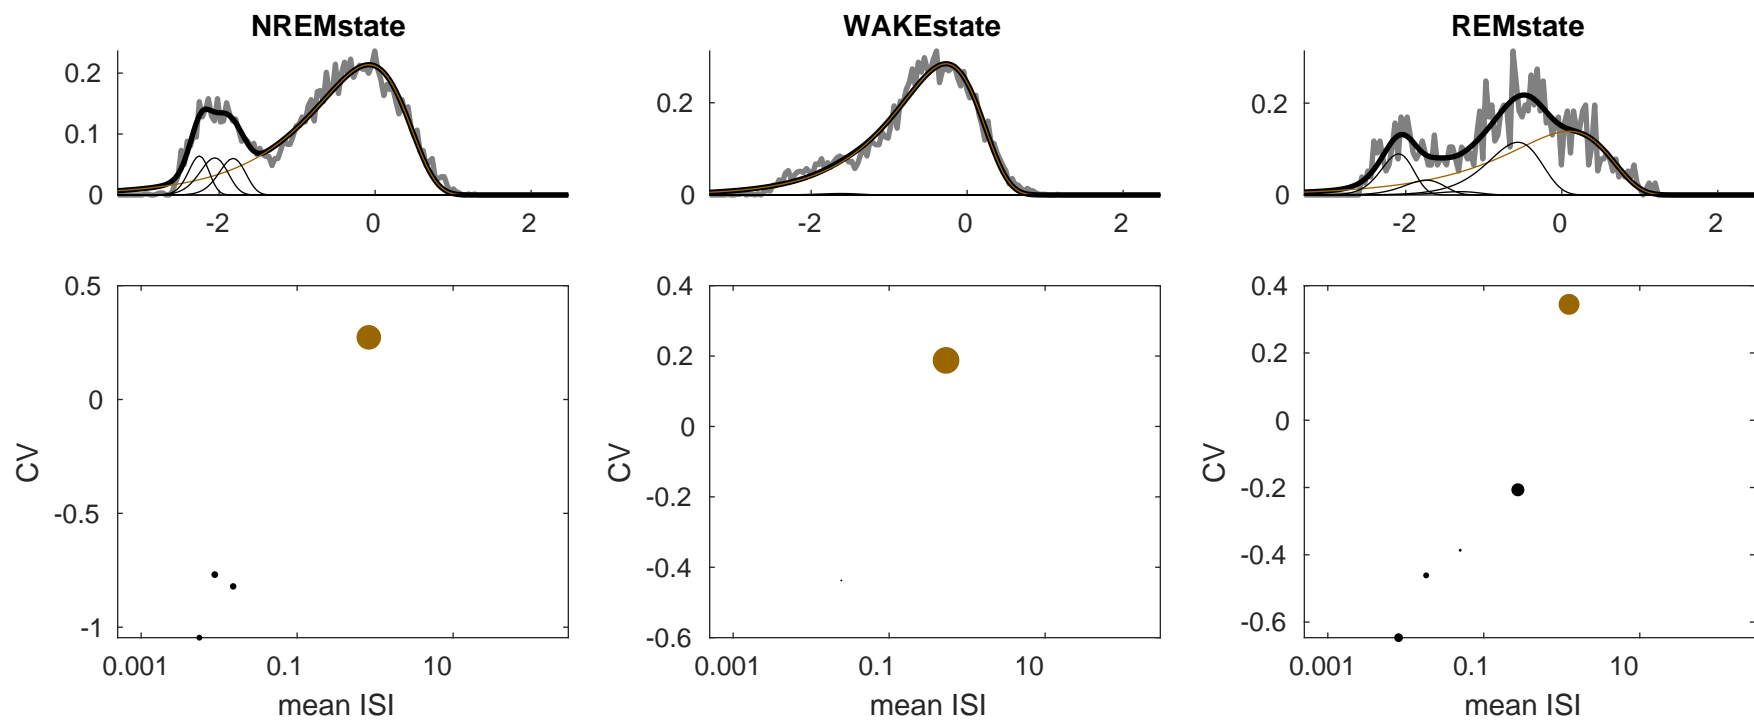 NREMstate WAKEstate REMstate
0.2 0.2 0.2
0.1
0 0 0
-2 0 2 -2 0 2 -2 0 2
0.5 0.4 0.4
0.2 0.2
0 0 0
CV CV CV
-0.2 -0.2
-0.5 -0.4 -0.4
-1 -0.6 -0.6
0.001 0.1 10 0.001 0.1 10 0.001 0.1 10
mean ISI mean ISI mean ISI